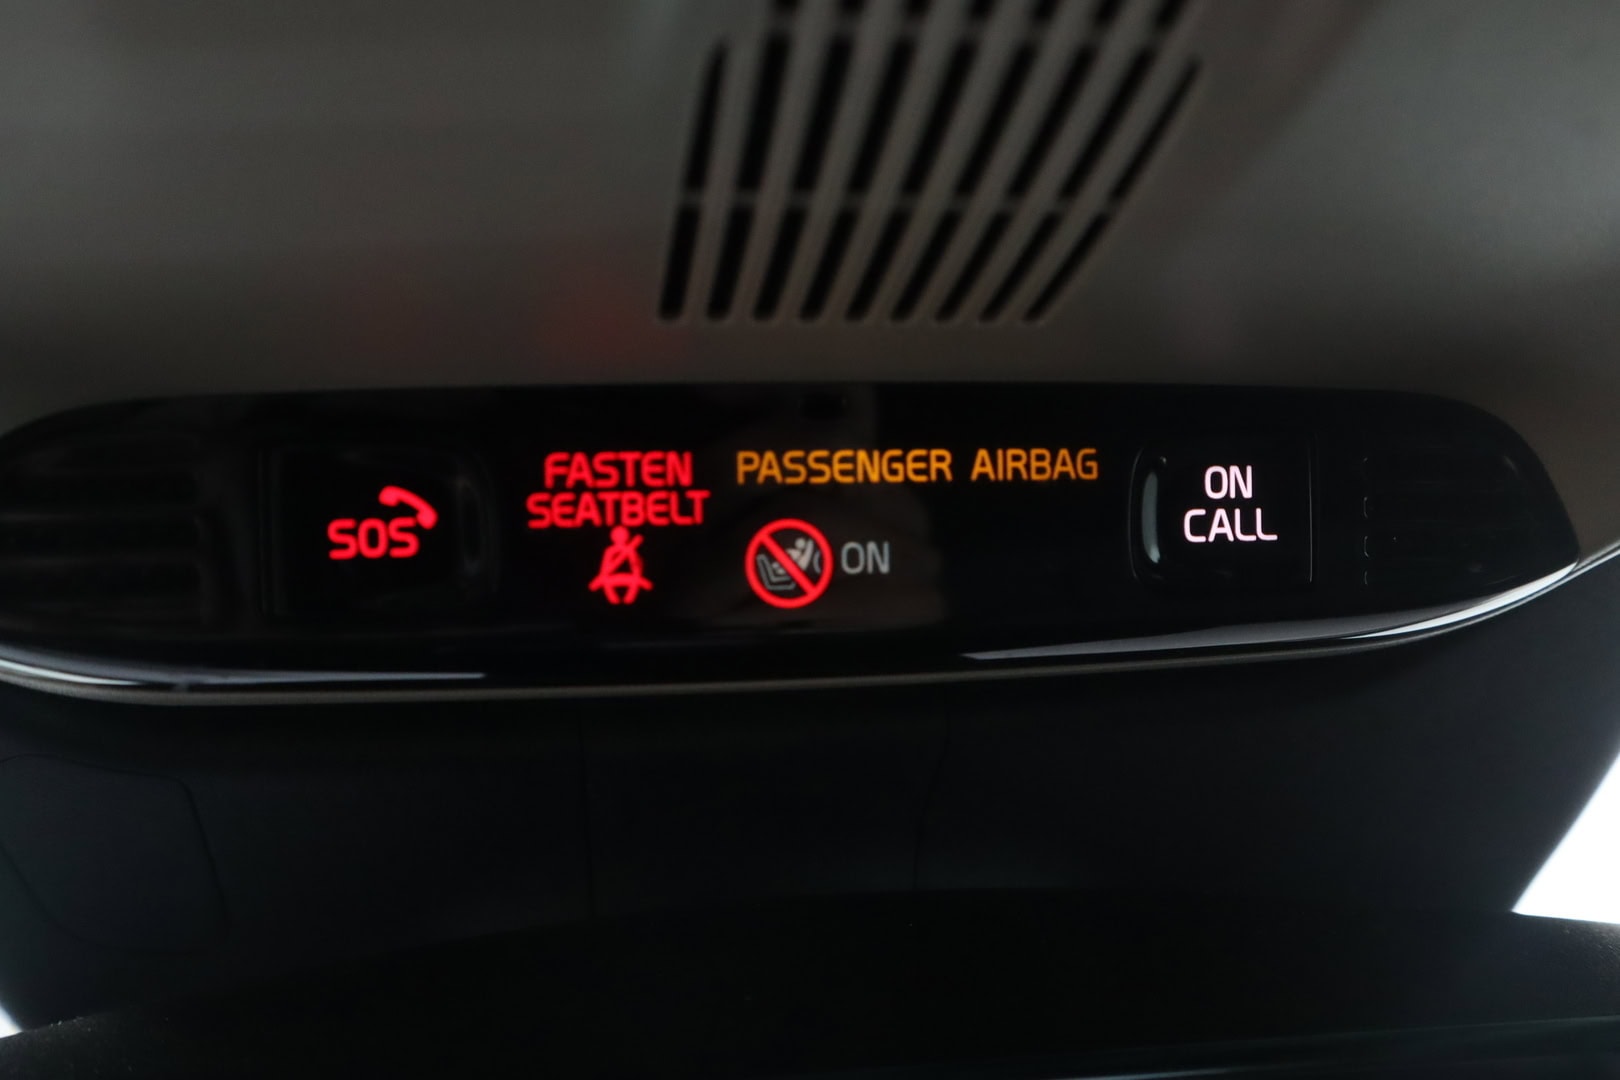 SOS
FASTEN
SEATBELT
PASSENGER AIRBAG
ON
ON
CALL